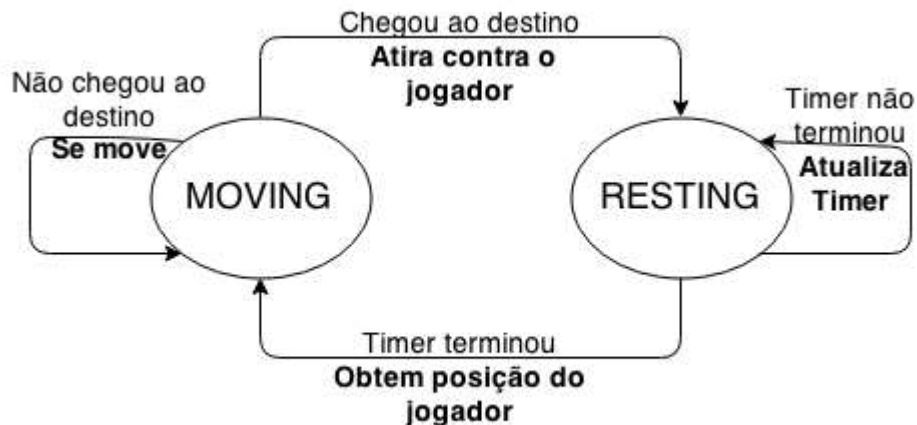 Chegou ao destino
Atira contra o
jogador
Não chegou ao
destino
Se move
MOVING
Timer não
terminou
Atualiza
Timer
RESTING
Timer terminou
Obtem posição do
jogador